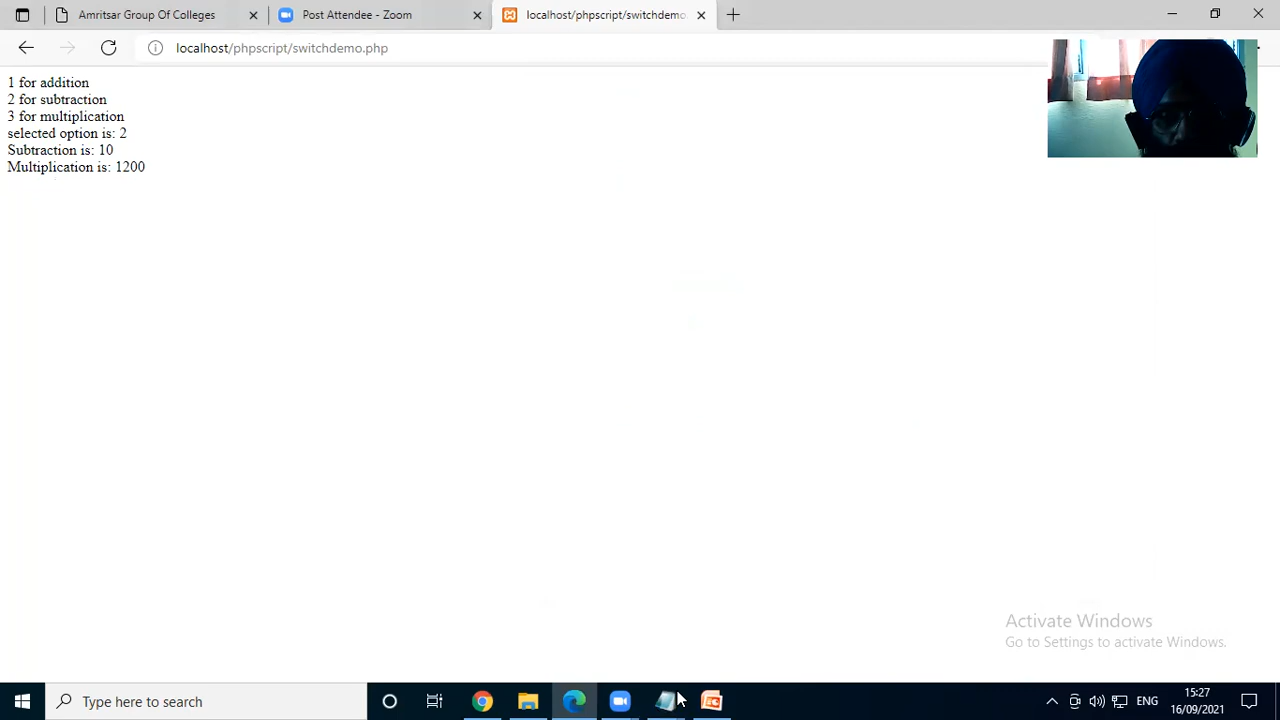 Amritsar Group Of Colleges
Post Attendee - Zoom
localhost/phpscript/switchdemo.
localhost/phpscript/switchdemo.php
1 for addition
2 for subtraction
3 for multiplication
selected option is: 2
Subtraction is: 10
Multiplication is: 1200
Activate Windows
Go to Settings to activate Windows.
Type here to search
ENG
15:27
16/09/2021